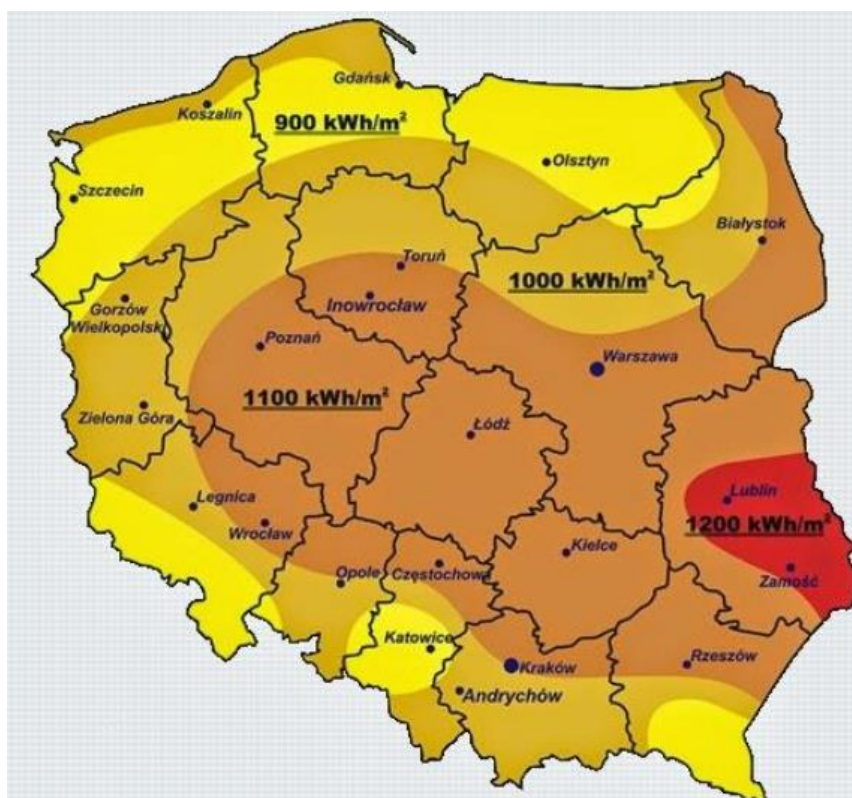 Gdańsk
Koszalin
900 kWh/m²
Olsztyn
Szczecin
Białystok
Toruń
1000 kWh/m²
Gorzów
Wielkopolski
Inowrocław
Poznań
Warszawa
1100 kWh/m²
Zielona Góra
Łódź
Legnica
Lublin
Wrocław
1200 kWh/m²
Kielce
Opole
Częstochowa
Zamość
Katowice
Kraków
Rzeszów
Andrychów